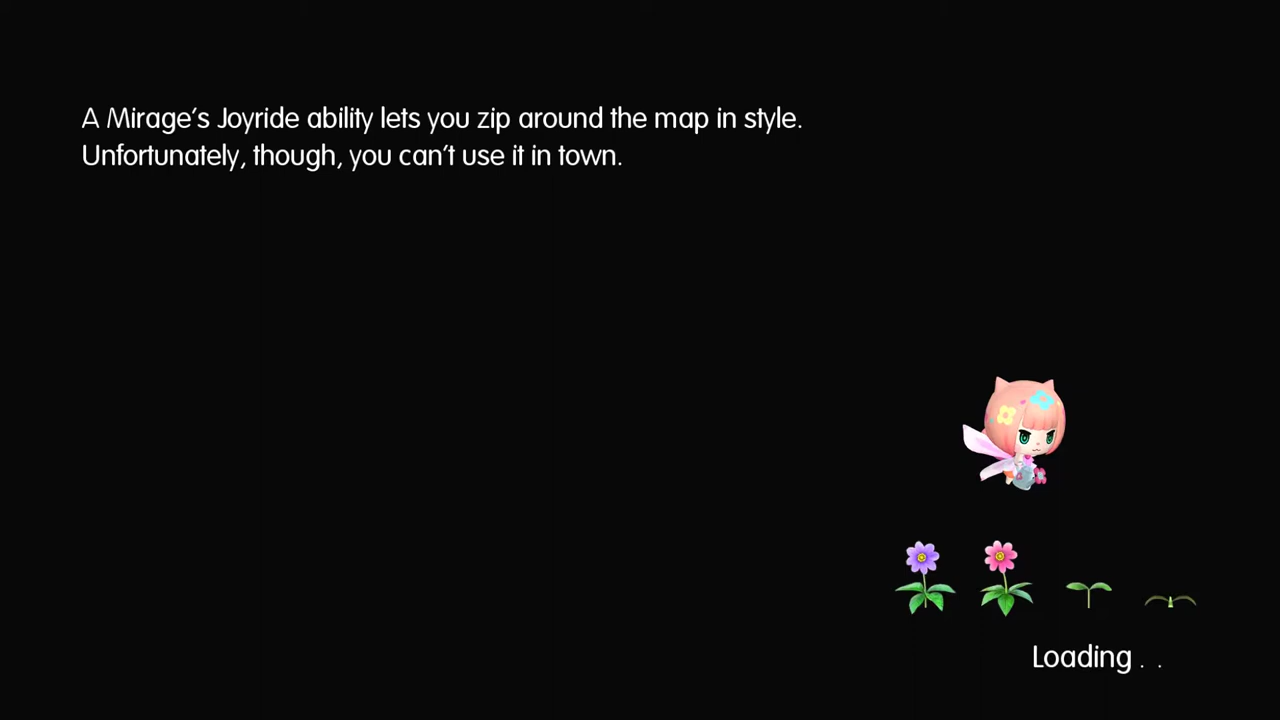 A Mirage's Joyride ability lets you zip around the map in style.
Unfortunately, though, you can't use it in town.
Loading . .